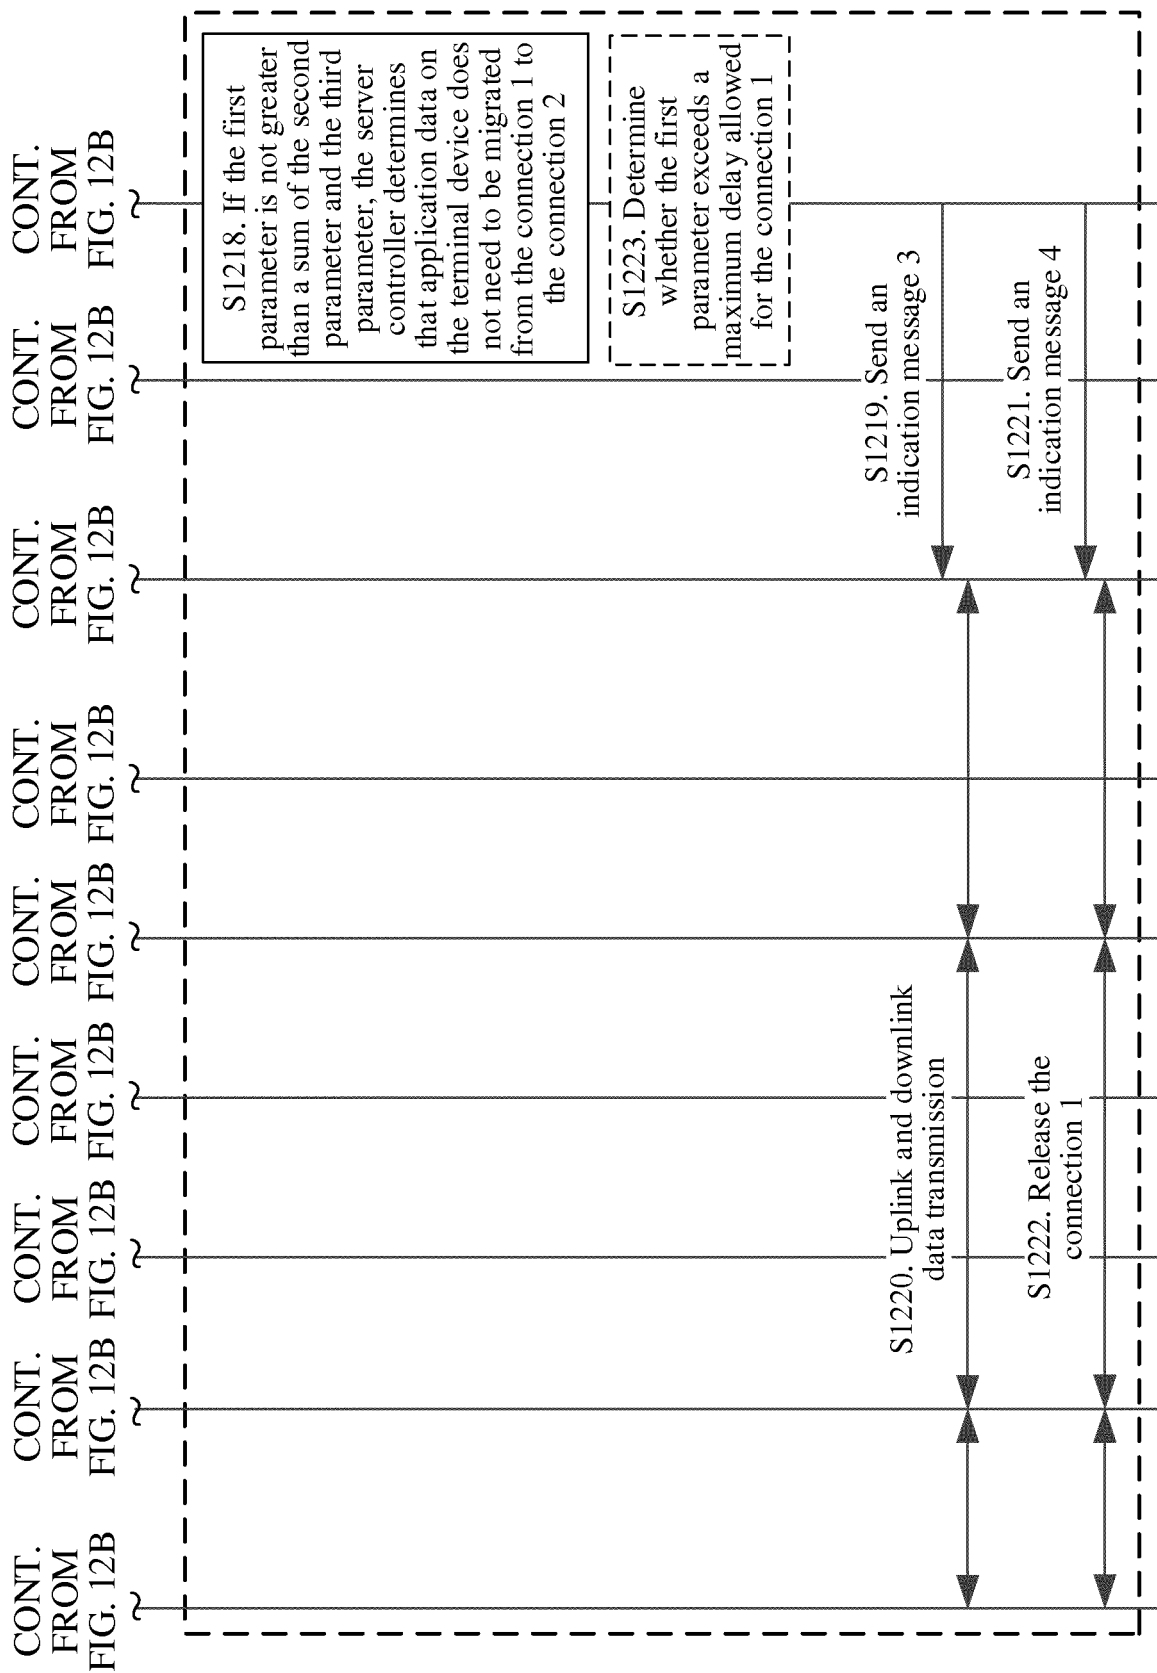 CONT.
FROM
FIG. 12B
CONT.
FROM
FIG. 12B
CONT.
FROM
FIG. 12B
CONT.
FROM
FIG. 12B
CONT.
FROM
FIG. 12B
CONT.
FROM
FIG. 12B
CONT.
FROM
FIG. 12B
CONT.
FROM
FIG. 12B
CONT.
FROM
FIG. 12B
S1218. If the first
parameter is not greater
than a sum of the second
parameter and the third
parameter, the server
controller determines
that application data on
the terminal device does
not need to be migrated
from the connection 1 to
the connection 2
S1223. Determine
whether the first
parameter exceeds a
maximum delay allowed
for the connection 1
S1219. Send an
indication message 3
S1220. Uplink and downlink
data transmission
S1221. Send an
indication message 4
S1222. Release the
connection 1